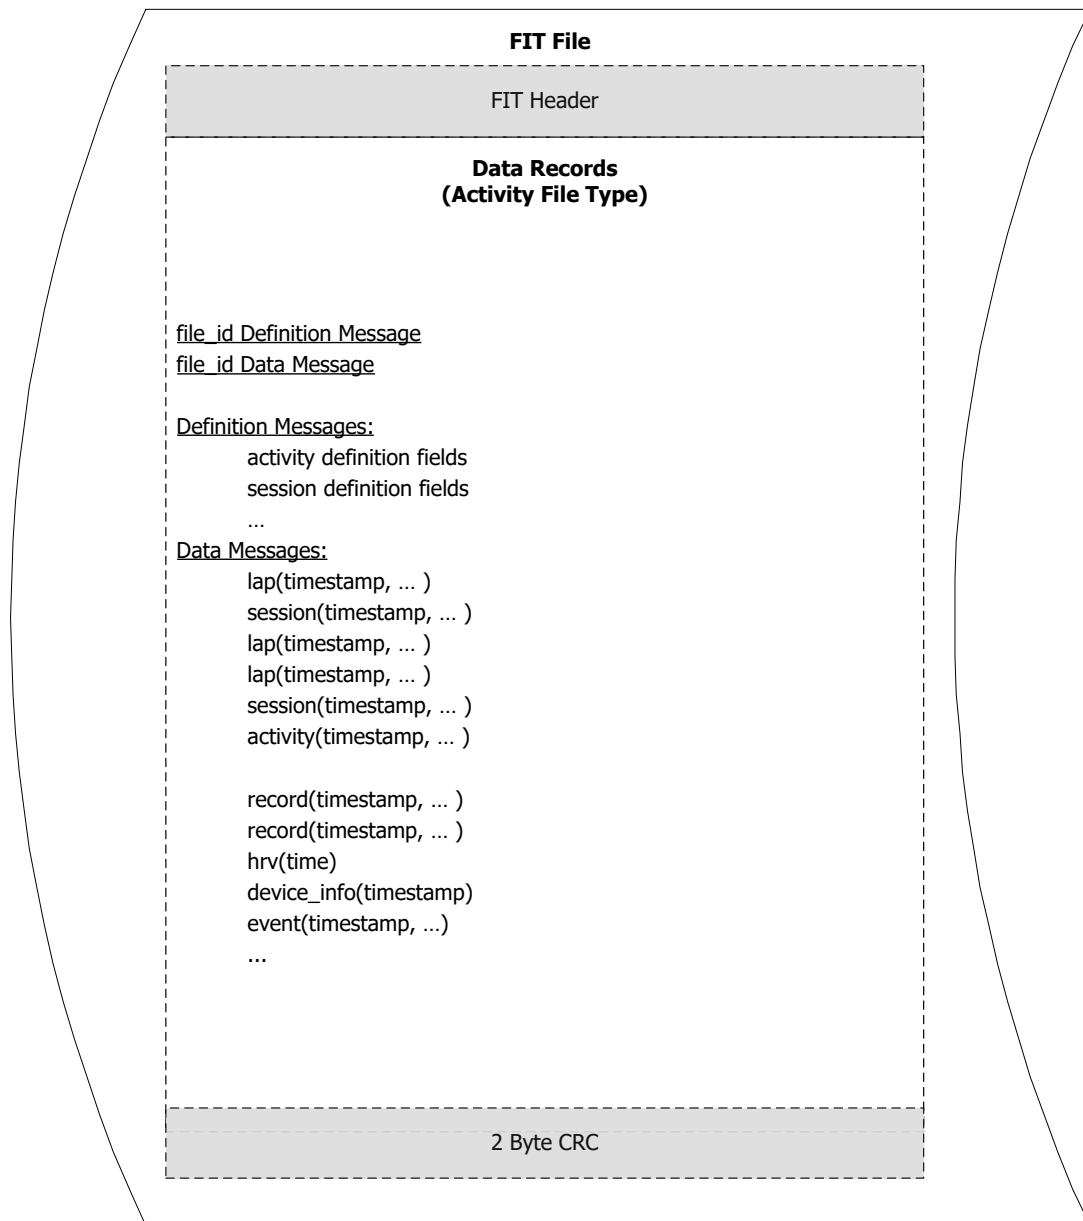 FIT File
FIT Header
Data Records
(Activity File Type)
file_id Definition Message
file_id Data Message
Definition Messages:
activity definition fields
session definition fields
…
Data Messages:
lap(timestamp, … )
session(timestamp, … )
lap(timestamp, … )
lap(timestamp, … )
session(timestamp, … )
activity(timestamp, … )
record(timestamp, … )
record(timestamp, … )
hrv(time)
device_info(timestamp)
event(timestamp, …)
...
2 Byte CRC